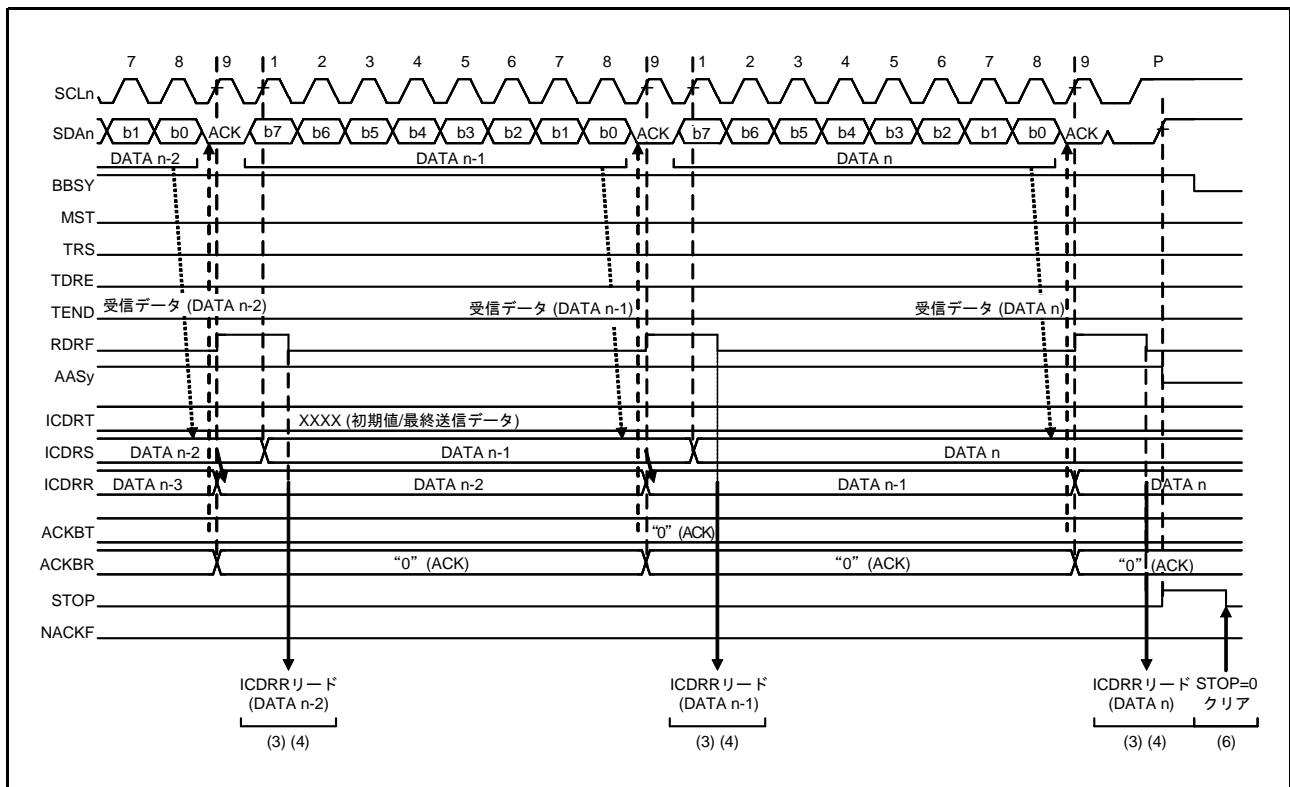 7 8 9 1 2 3 4 5 6 7 8 9 1 2 3 4 5 6 7 8 9 P
SCLn
SDAn b1 b0 ACK b7 b6 b5 b4 b3 b2 b1 b0 ACK b7 b6 b5 b4 b3 b2 b1 b0 ACK
DATA n-2 DATA n-1 DATA n
BBSY
MST
TRS
TDRE
TEND
受信データ (DATA n-2) 受信データ (DATA n-1) 受信データ (DATA n)
RDRF
AASy
ICDRT XXXX (初期値/最終送信データ)
ICDRS DATA n-2 DATA n-1 DATA n
ICDRR DATA n-3 DATA n-2 DATA n-1 DATA n
ACKBT “0” (ACK)
ACKBR “0” (ACK) “0” (ACK) “0” (ACK)
STOP
NACKF
ICDRRリード ICDRRリード ICDRRリード STOP=0
(DATA n-2) (DATA n-1) (DATA n) クリア
(3) (4) (3) (4) (3) (4) (6)